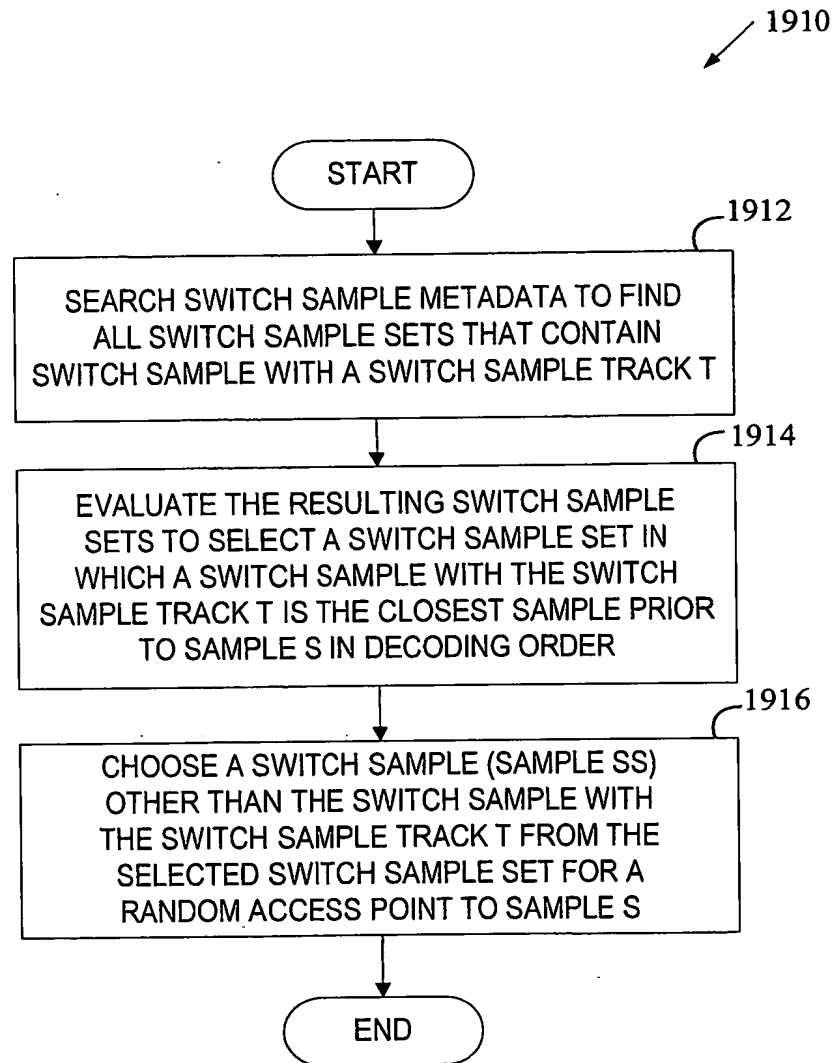 1910
START
1912
SEARCH SWITCH SAMPLE METADATA TO FIND
ALL SWITCH SAMPLE SETS THAT CONTAIN
SWITCH SAMPLE WITH A SWITCH SAMPLE TRACK T
1914
EVALUATE THE RESULTING SWITCH SAMPLE
SETS TO SELECT A SWITCH SAMPLE SET IN
WHICH A SWITCH SAMPLE WITH THE SWITCH
SAMPLE TRACK T IS THE CLOSEST SAMPLE PRIOR
TO SAMPLE S IN DECODING ORDER
1916
CHOOSE A SWITCH SAMPLE (SAMPLE SS)
OTHER THAN THE SWITCH SAMPLE WITH
THE SWITCH SAMPLE TRACK T FROM THE
SELECTED SWITCH SAMPLE SET FOR A
RANDOM ACCESS POINT TO SAMPLE S
END